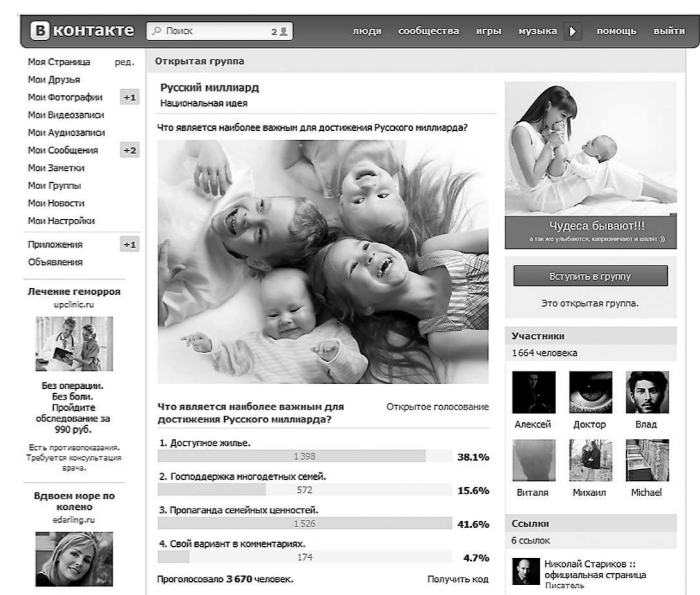 В контакте
Поиск 2
люди сообщества игры музыка помощь выйти
Моя Страница ред.
Мои Друзья
Мои Фотографии +1
Мои Видеозаписи
Мои Аудиозаписи
Мои Сообщения +2
Мои Заметки
Мои Группы
Мои Новости
Мои Настройки
Приложения +1
Объявления
Лечение геморроя
upclinic.ru
Без операции.
Без боли.
Пройдите
обследование за
990 руб.
Есть противопоказания.
Требуется консультация
врача.
Вдвоем море по
колено
edarling.ru
Открытая группа
Русский миллиард
Национальная идея
Что является наиболее важным для достижения Русского миллиарда?
Что является наиболее важным для
достижения Русского миллиарда?
Открытое голосование
1. Доступное жилье.
1 398 38.1%
2. Господдержка многодетных семей.
572 15.6%
3. Пропаганда семейных ценностей.
1 526 41.6%
4. Свой вариант в комментариях.
174 4.7%
Проголосовало 3 670 человек. Получить код
Чудеса бывают!!!
а так же улыбаются, капризничают и шалят :))
Вступить в группу
Это открытая группа.
Участники
1 664 человека
Алексей Доктор Влад
Виталя Михаил Michael
Ссылки
6 ссылок
Николай Стариков ::
официальная страница
Писатель